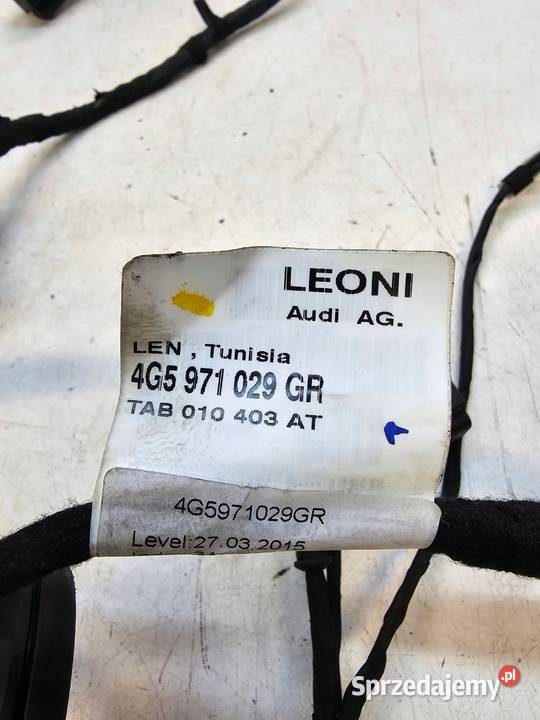 LEONI
Audi AG.
LEN , Tunisia
4G5 971 029 GR
TAB 010 403 AT
4G5971029GR
Level:27.03.2015
Sprzedajemy.pl